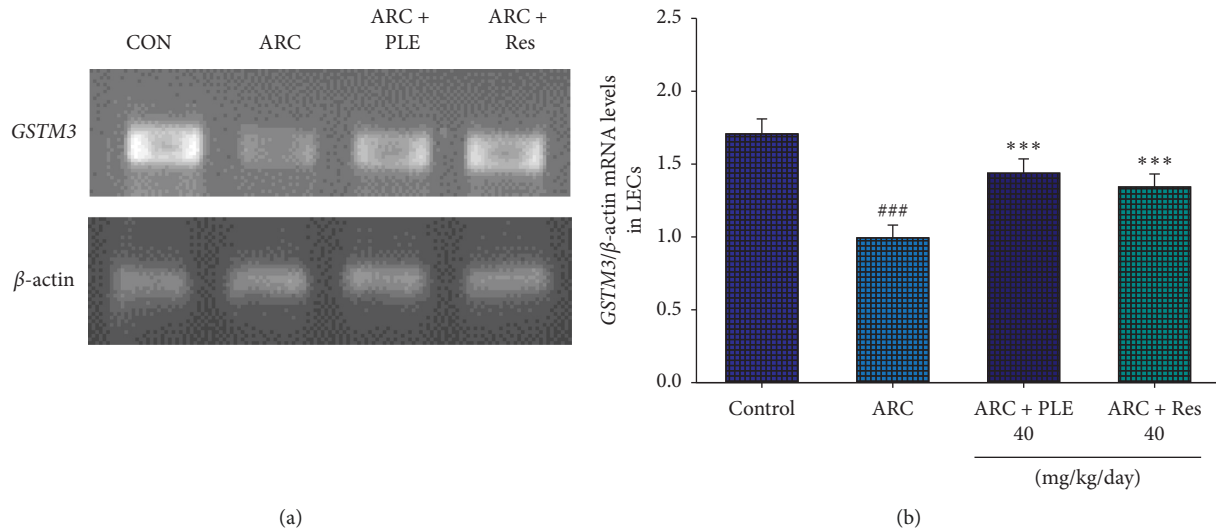 CON
ARC
ARC +
PLE
ARC +
Res
GSTM3
β-actin
(a)
GSTM3/β-actin mRNA levels
in LECs
2.5
2.0
1.5
1.0
0.5
0.0
###
***
***
Control
ARC
ARC + PLE
40
ARC + Res
40
(mg/kg/day)
(b)